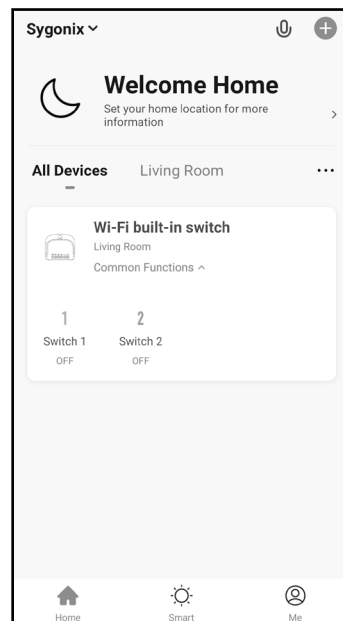 Sygonix
Welcome Home
Set your home location for more
information
All Devices Living Room
Wi-Fi built-in switch
Living Room
Common Functions
1 2
Switch 1 Switch 2
OFF OFF
Home Smart Me